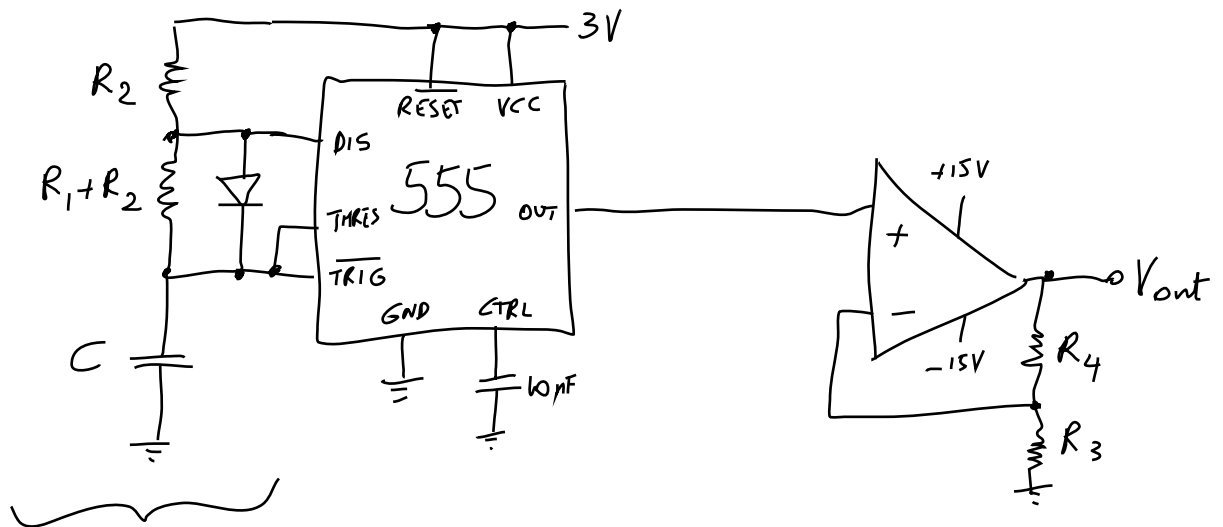 3V
R2
RESET VCC
DIS
R1+R2
555
THRES
OUT
TRIG
GND CTRL
C
10nF
+15V
+
−
−15V
Vout
R4
R3